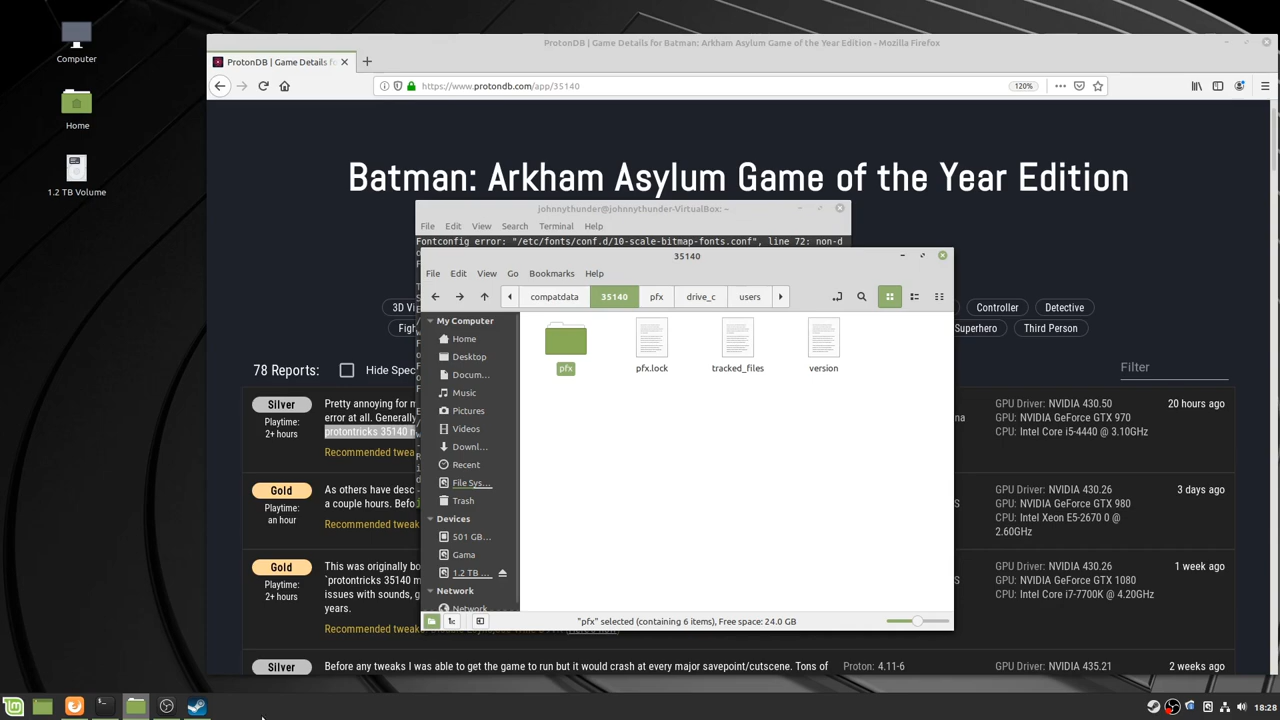 Computer
Home
1.2 TB Volume
ProtonDB | Game Details for Batman: Arkham Asylum Game of the Year Edition - Mozilla Firefox
ProtonDB | Game Details fo
https://www.protondb.com/app/35140
120%
Batman: Arkham Asylum Game of the Year Edition
johnnythunder@johnnythunder-VirtualBox: ~
File Edit View Search Terminal Help
Fontconfig error: "/etc/fonts/conf.d/10-scale-bitmap-fonts.conf", line 72: non-d
35140
File Edit View Go Bookmarks Help
compatdata 35140 pfx drive_c users
My Computer
Home
Desktop
Docum...
Music
Pictures
Videos
Downl...
Recent
File Sys...
Trash
Devices
501 GB...
Gama
1.2 TB ...
Network
Network
pfx
pfx.lock
tracked_files
version
"pfx" selected (containing 6 items), Free space: 24.0 GB
3D Vi
Controller
Detective
Figh
Superhero
Third Person
78 Reports:
Hide Spec
Filter
Silver
Playtime:
2+ hours
Pretty annoying for m
error at all. Generally
protontricks 35140 m
Recommended tweak
GPU Driver: NVIDIA 430.50
GPU: NVIDIA GeForce GTX 970
CPU: Intel Core i5-4440 @ 3.10GHz
20 hours ago
Gold
Playtime:
an hour
As others have desc
a couple hours. Befo
Recommended tweak
GPU Driver: NVIDIA 430.26
GPU: NVIDIA GeForce GTX 980
CPU: Intel Xeon E5-2670 0 @
2.60GHz
3 days ago
Gold
Playtime:
2+ hours
This was originally bo
`protontricks 35140 m
issues with sounds, g
years.
GPU Driver: NVIDIA 430.26
GPU: NVIDIA GeForce GTX 1080
CPU: Intel Core i7-7700K @ 4.20GHz
1 week ago
Silver
Before any tweaks I was able to get the game to run but it would crash at every major savepoint/cutscene. Tons of
Proton: 4.11-6
GPU Driver: NVIDIA 435.21
2 weeks ago
18:28